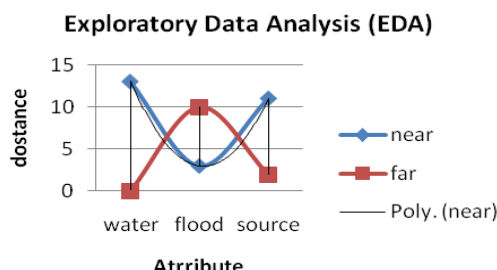 Exploratory Data Analysis (EDA)
dostance
15
10
5
0
water flood source
Atrribute
near
far
Poly. (near)